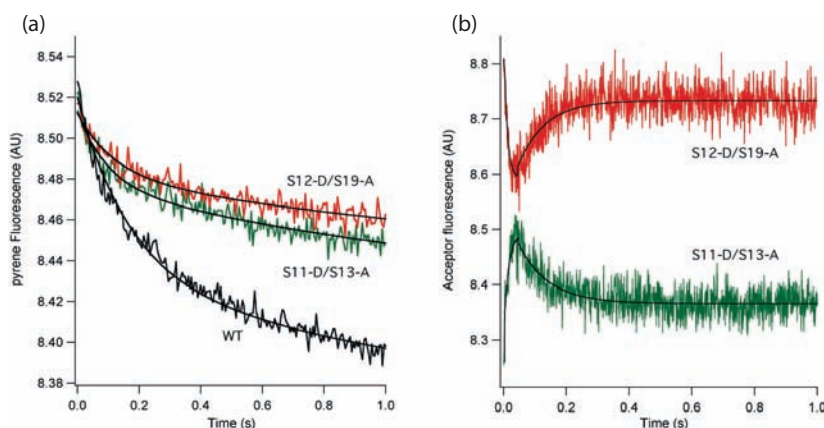 (a)
pyrene Fluorescence (AU)
8.54
8.52
8.50
8.48
8.46
8.44
8.42
8.40
8.38
S12-D/S19-A
S11-D/S13-A
WT
0.0
0.2
0.4
0.6
0.8
1.0
Time (s)
(b)
Acceptor fluorescence (AU)
8.8
8.7
8.6
8.5
8.4
8.3
S12-D/S19-A
S11-D/S13-A
0.0
0.2
0.4
0.6
0.8
1.0
Time (s)